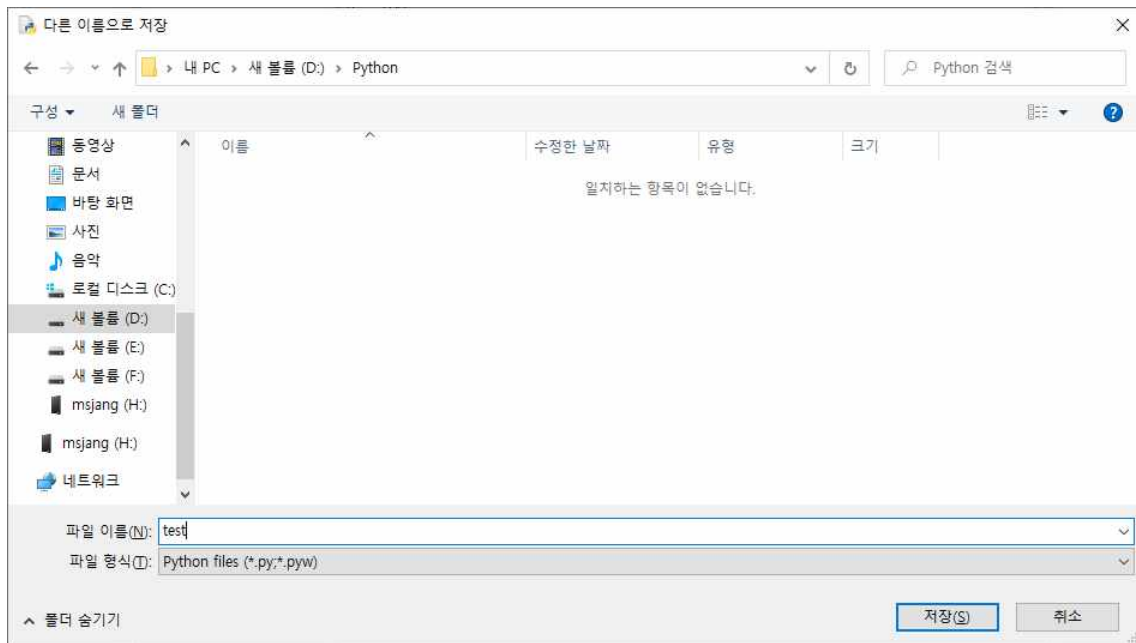 다른 이름으로 저장
내 PC > 새 볼륨 (D:) > Python
Python 검색
구성
새 폴더
이름 수정한 날짜 유형 크기
일치하는 항목이 없습니다.
동영상
문서
바탕 화면
사진
음악
로컬 디스크 (C:)
새 볼륨 (D:)
새 볼륨 (E:)
새 볼륨 (F:)
msjang (H:)
msjang (H:)
네트워크
파일 이름(N): test
파일 형식(T): Python files (*.py;*.pyw)
폴더 숨기기
저장(S) 취소